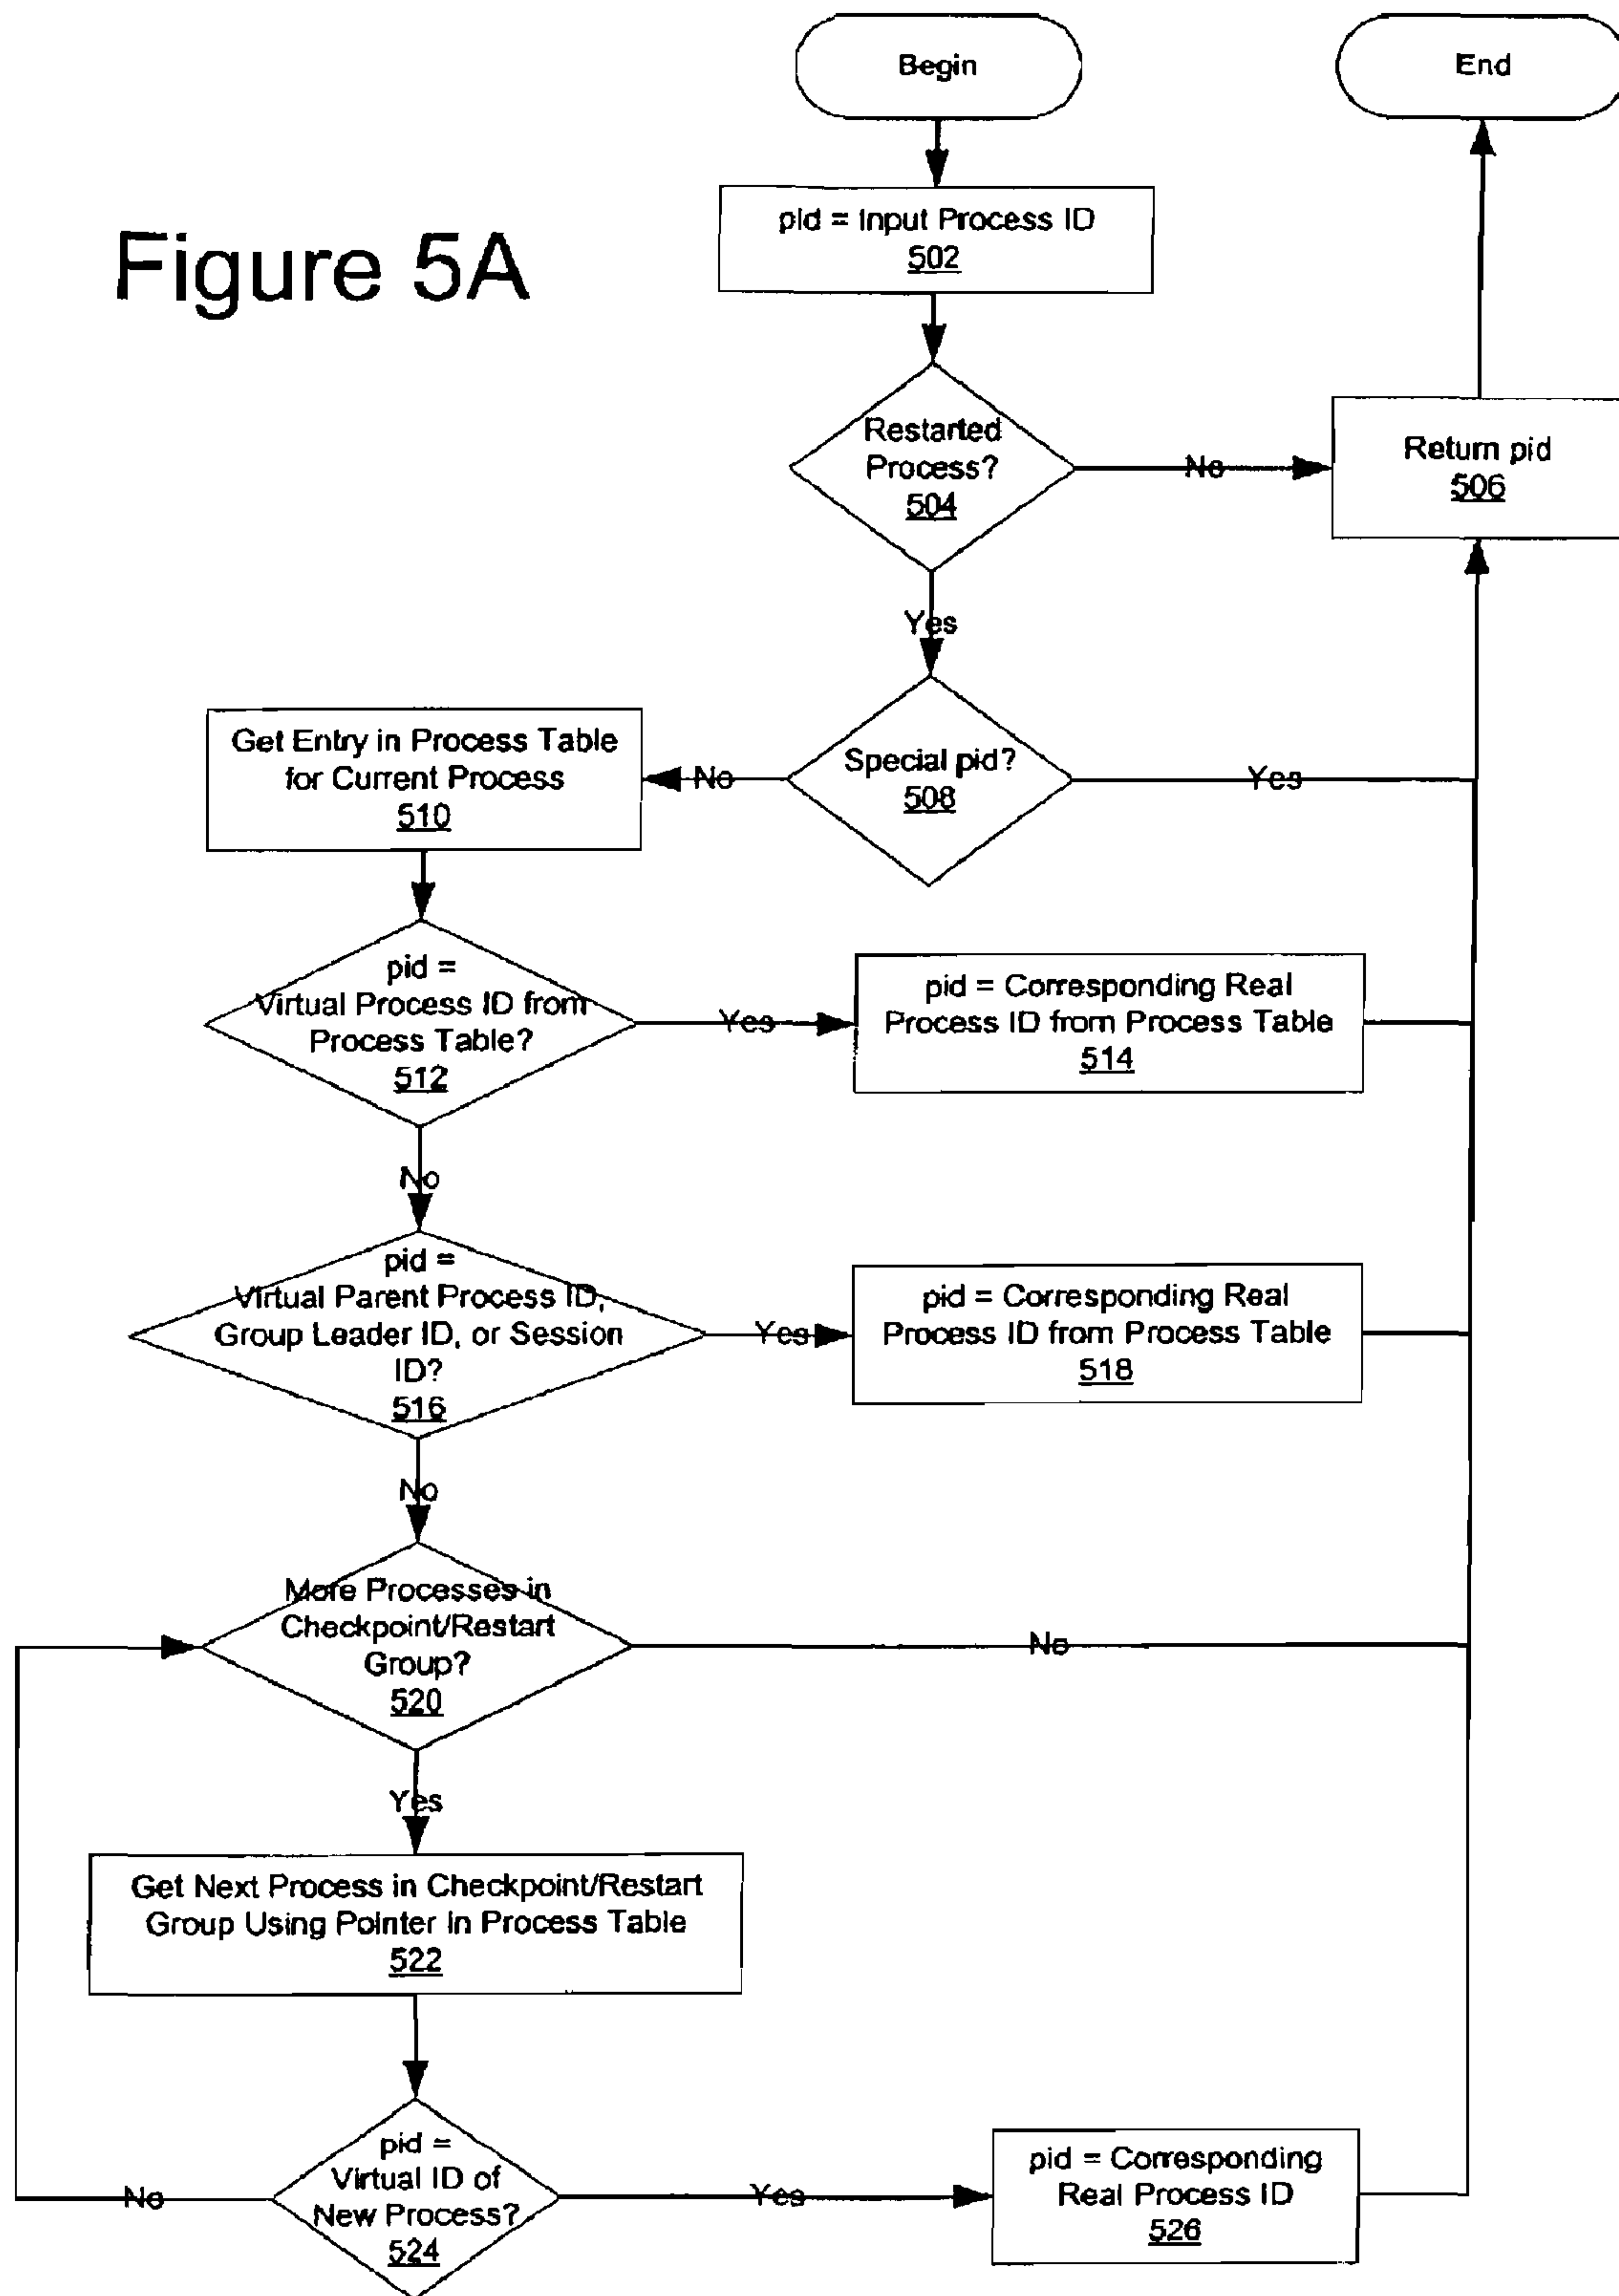 Begin
End
Figure 5A
pid = Input Process ID
502
Restarted
Process?
504
No
Return pid
506
Yes
Get Entry in Process Table
for Current Process
510
No
Special pid?
508
Yes
pid =
Virtual Process ID from
Process Table?
512
Yes
pid = Corresponding Real
Process ID from Process Table
514
No
pid =
Virtual Parent Process ID,
Group Leader ID, or Session
ID?
516
Yes
pid = Corresponding Real
Process ID from Process Table
518
No
More Processes in
Checkpoint/Restart
Group?
520
No
Yes
Get Next Process in Checkpoint/Restart
Group Using Pointer in Process Table
522
No
pid =
Virtual ID of
New Process?
524
Yes
pid = Corresponding
Real Process ID
526